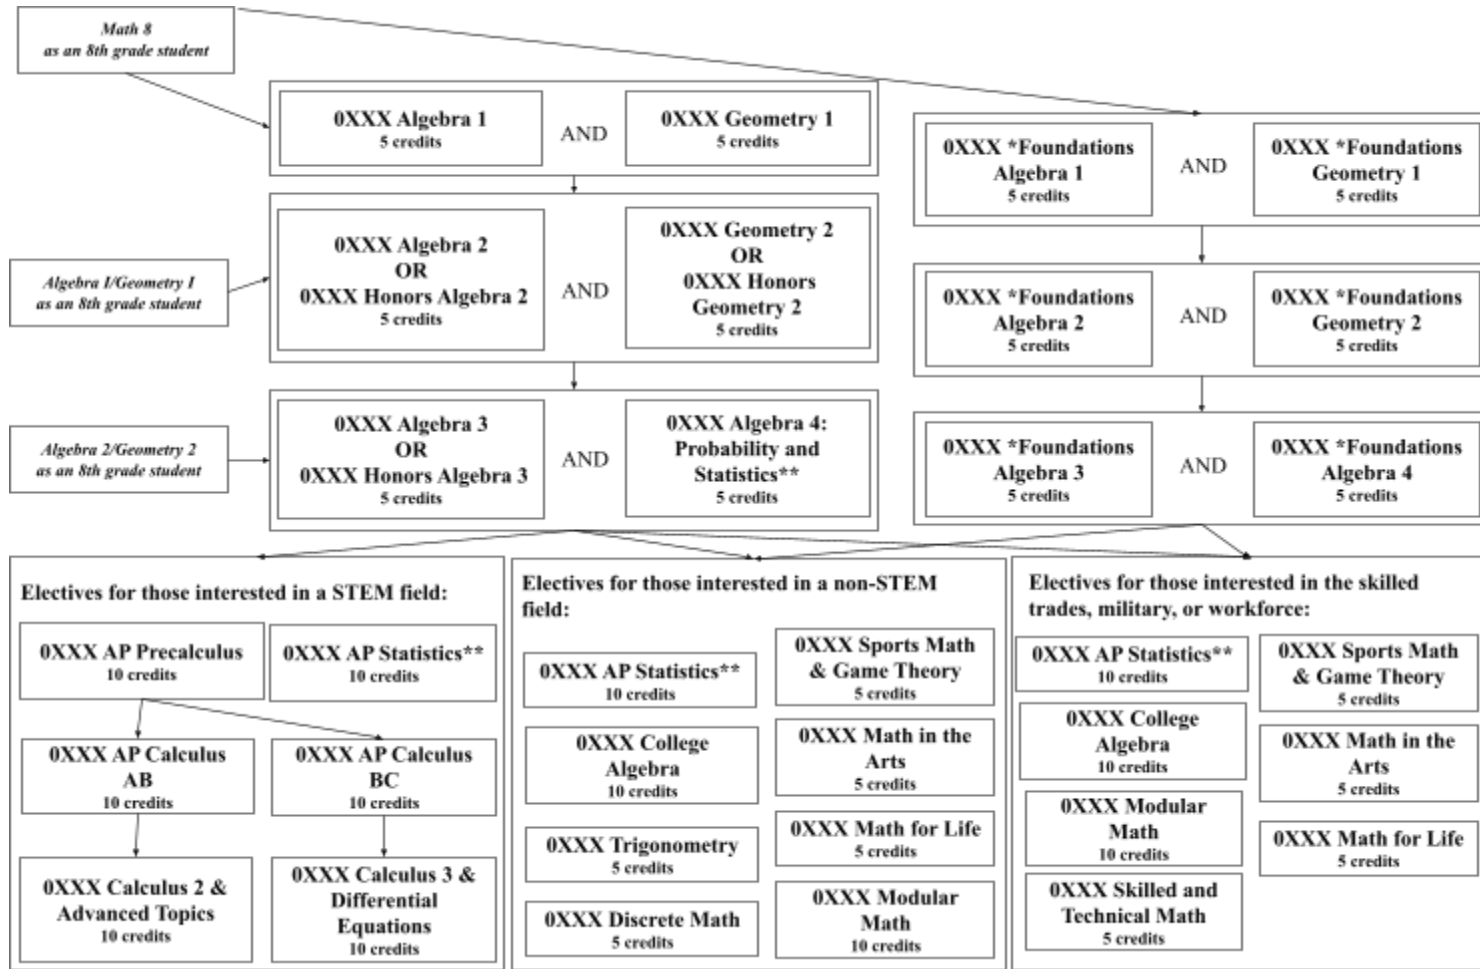 Math 8
as an 8th grade student
0XXX Algebra 1
5 credits
AND
0XXX Geometry 1
5 credits
0XXX *Foundations
Algebra 1
5 credits
AND
0XXX *Foundations
Geometry 1
5 credits
Algebra I/Geometry I
as an 8th grade student
0XXX Algebra 2
OR
0XXX Honors Algebra 2
5 credits
AND
0XXX Geometry 2
OR
0XXX Honors
Geometry 2
5 credits
0XXX *Foundations
Algebra 2
5 credits
AND
0XXX *Foundations
Geometry 2
5 credits
Algebra 2/Geometry 2
as an 8th grade student
0XXX Algebra 3
OR
0XXX Honors Algebra 3
5 credits
AND
0XXX Algebra 4:
Probability and
Statistics**
5 credits
0XXX *Foundations
Algebra 3
5 credits
AND
0XXX *Foundations
Algebra 4
5 credits
Electives for those interested in a STEM field:
0XXX AP Precalculus
10 credits
0XXX AP Statistics**
10 credits
0XXX AP Calculus
AB
10 credits
0XXX AP Calculus
BC
10 credits
0XXX Calculus 2 &
Advanced Topics
10 credits
0XXX Calculus 3 &
Differential
Equations
10 credits
Electives for those interested in a non-STEM
field:
0XXX AP Statistics**
10 credits
0XXX College
Algebra
10 credits
0XXX Trigonometry
5 credits
0XXX Discrete Math
5 credits
0XXX Sports Math
& Game Theory
5 credits
0XXX Math in the
Arts
5 credits
0XXX Math for Life
5 credits
0XXX Modular
Math
10 credits
Electives for those interested in the skilled
trades, military, or workforce:
0XXX AP Statistics**
10 credits
0XXX College
Algebra
10 credits
0XXX Modular
Math
10 credits
0XXX Skilled and
Technical Math
5 credits
0XXX Sports Math
& Game Theory
5 credits
0XXX Math in the
Arts
5 credits
0XXX Math for Life
5 credits